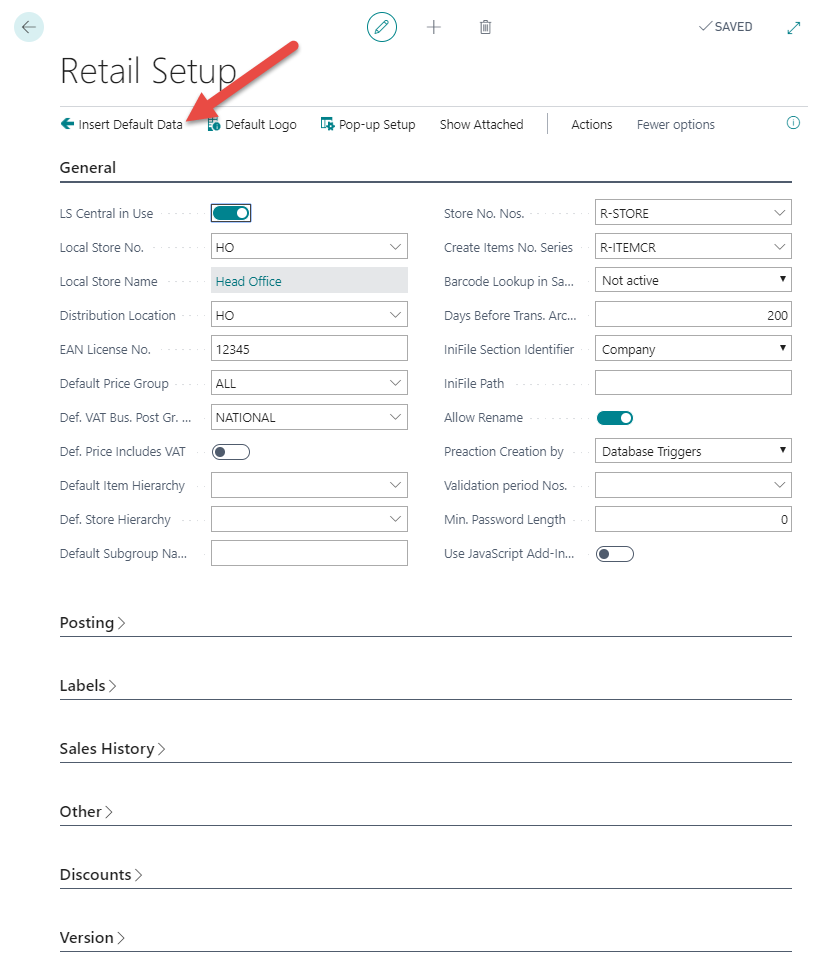 SAVED
Retail Setup
Insert Default Data Default Logo Pop-up Setup Show Attached Actions Fewer options
General
LS Central in Use
Local Store No. HO
Local Store Name Head Office
Distribution Location HO
EAN License No. 12345
Default Price Group ALL
Def. VAT Bus. Post Gr. ... NATIONAL
Def. Price Includes VAT
Default Item Hierarchy
Def. Store Hierarchy
Default Subgroup Na...
Store No. Nos. R-STORE
Create Items No. Series R-ITEMCR
Barcode Lookup in Sa... Not active
Days Before Trans. Arc... 200
IniFile Section Identifier Company
IniFile Path
Allow Rename
Preaction Creation by Database Triggers
Validation period Nos.
Min. Password Length 0
Use JavaScript Add-In...
Posting
Labels
Sales History
Other
Discounts
Version